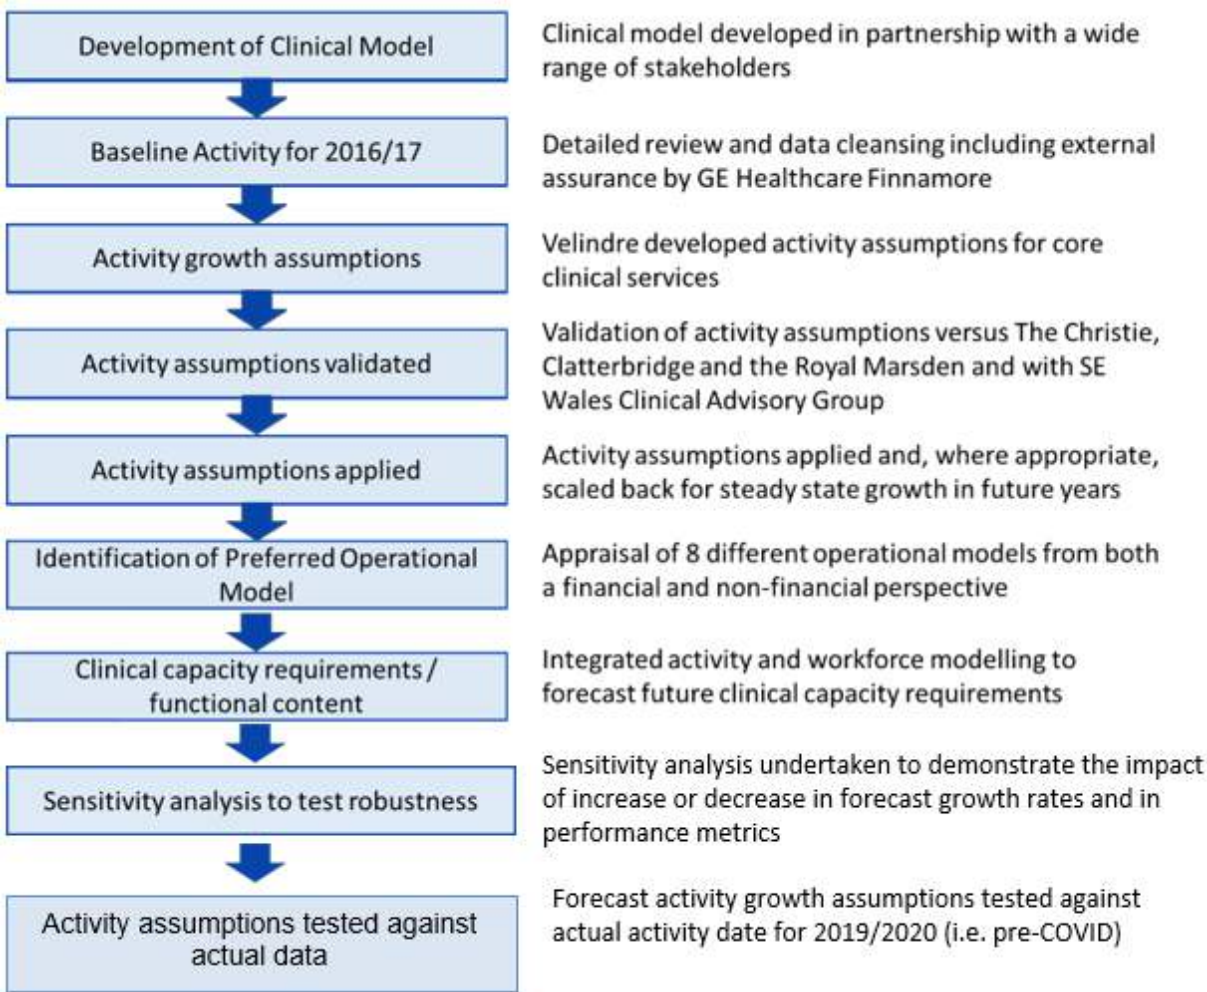 Development of Clinical Model
Clinical model developed in partnership with a wide
range of stakeholders
Baseline Activity for 2016/17
Detailed review and data cleansing including external
assurance by GE Healthcare Finnamore
Activity growth assumptions
Velindre developed activity assumptions for core
clinical services
Activity assumptions validated
Validation of activity assumptions versus The Christie,
Clatterbridge and the Royal Marsden and with SE
Wales Clinical Advisory Group
Activity assumptions applied
Activity assumptions applied and, where appropriate,
scaled back for steady state growth in future years
Identification of Preferred Operational
Model
Appraisal of 8 different operational models from both
a financial and non-financial perspective
Clinical capacity requirements /
functional content
Integrated activity and workforce modelling to
forecast future clinical capacity requirements
Sensitivity analysis to test robustness
Sensitivity analysis undertaken to demonstrate the impact
of increase or decrease in forecast growth rates and in
performance metrics
Activity assumptions tested against
actual data
Forecast activity growth assumptions tested against
actual activity date for 2019/2020 (i.e. pre-COVID)